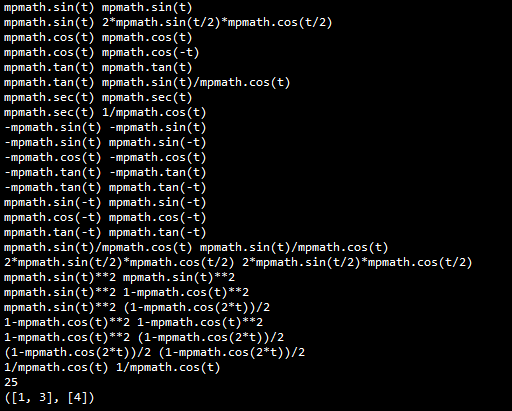 mpmath.sin(t) mpmath.sin(t)
mpmath.sin(t) 2*mpmath.sin(t/2)*mpmath.cos(t/2)
mpmath.cos(t) mpmath.cos(t)
mpmath.cos(t) mpmath.cos(-t)
mpmath.tan(t) mpmath.tan(t)
mpmath.tan(t) mpmath.sin(t)/mpmath.cos(t)
mpmath.sec(t) mpmath.sec(t)
mpmath.sec(t) 1/mpmath.cos(t)
-mpmath.sin(t) -mpmath.sin(t)
-mpmath.sin(t) mpmath.sin(-t)
-mpmath.cos(t) -mpmath.cos(t)
-mpmath.tan(t) -mpmath.tan(t)
-mpmath.tan(t) mpmath.tan(-t)
mpmath.sin(-t) mpmath.sin(-t)
mpmath.cos(-t) mpmath.cos(-t)
mpmath.tan(-t) mpmath.tan(-t)
mpmath.sin(t)/mpmath.cos(t) mpmath.sin(t)/mpmath.cos(t)
2*mpmath.sin(t/2)*mpmath.cos(t/2) 2*mpmath.sin(t/2)*mpmath.cos(t/2)
mpmath.sin(t)**2 mpmath.sin(t)**2
mpmath.sin(t)**2 1-mpmath.cos(t)**2
mpmath.sin(t)**2 (1-mpmath.cos(2*t))/2
1-mpmath.cos(t)**2 1-mpmath.cos(t)**2
1-mpmath.cos(t)**2 (1-mpmath.cos(2*t))/2
(1-mpmath.cos(2*t))/2 (1-mpmath.cos(2*t))/2
1/mpmath.cos(t) 1/mpmath.cos(t)
25
([1, 3], [4])